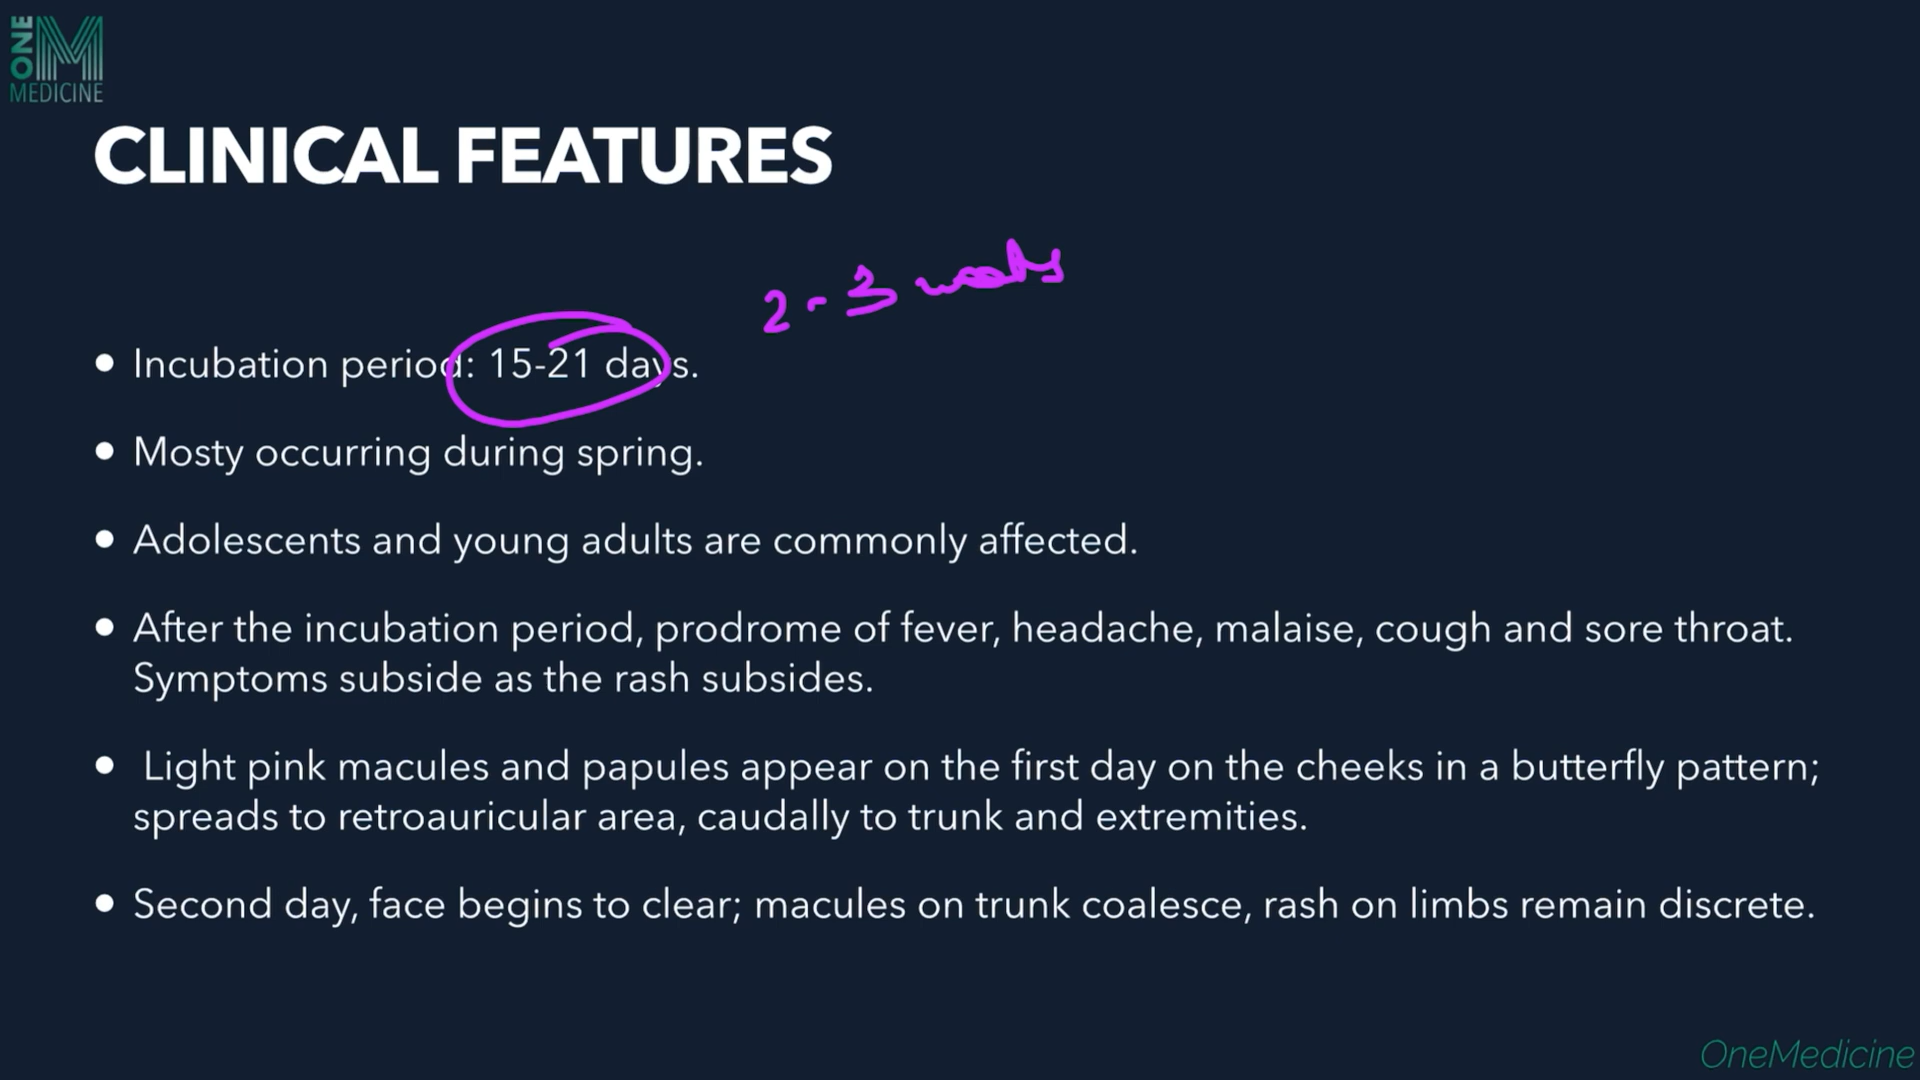 ONE
M
MEDICINE
CLINICAL FEATURES
2-3 weeks
• Incubation period: 15-21 days.
• Mosty occurring during spring.
• Adolescents and young adults are commonly affected.
• After the incubation period, prodrome of fever, headache, malaise, cough and sore throat.
Symptoms subside as the rash subsides.
• Light pink macules and papules appear on the first day on the cheeks in a butterfly pattern;
spreads to retroauricular area, caudally to trunk and extremities.
• Second day, face begins to clear; macules on trunk coalesce, rash on limbs remain discrete.
OneMedicine